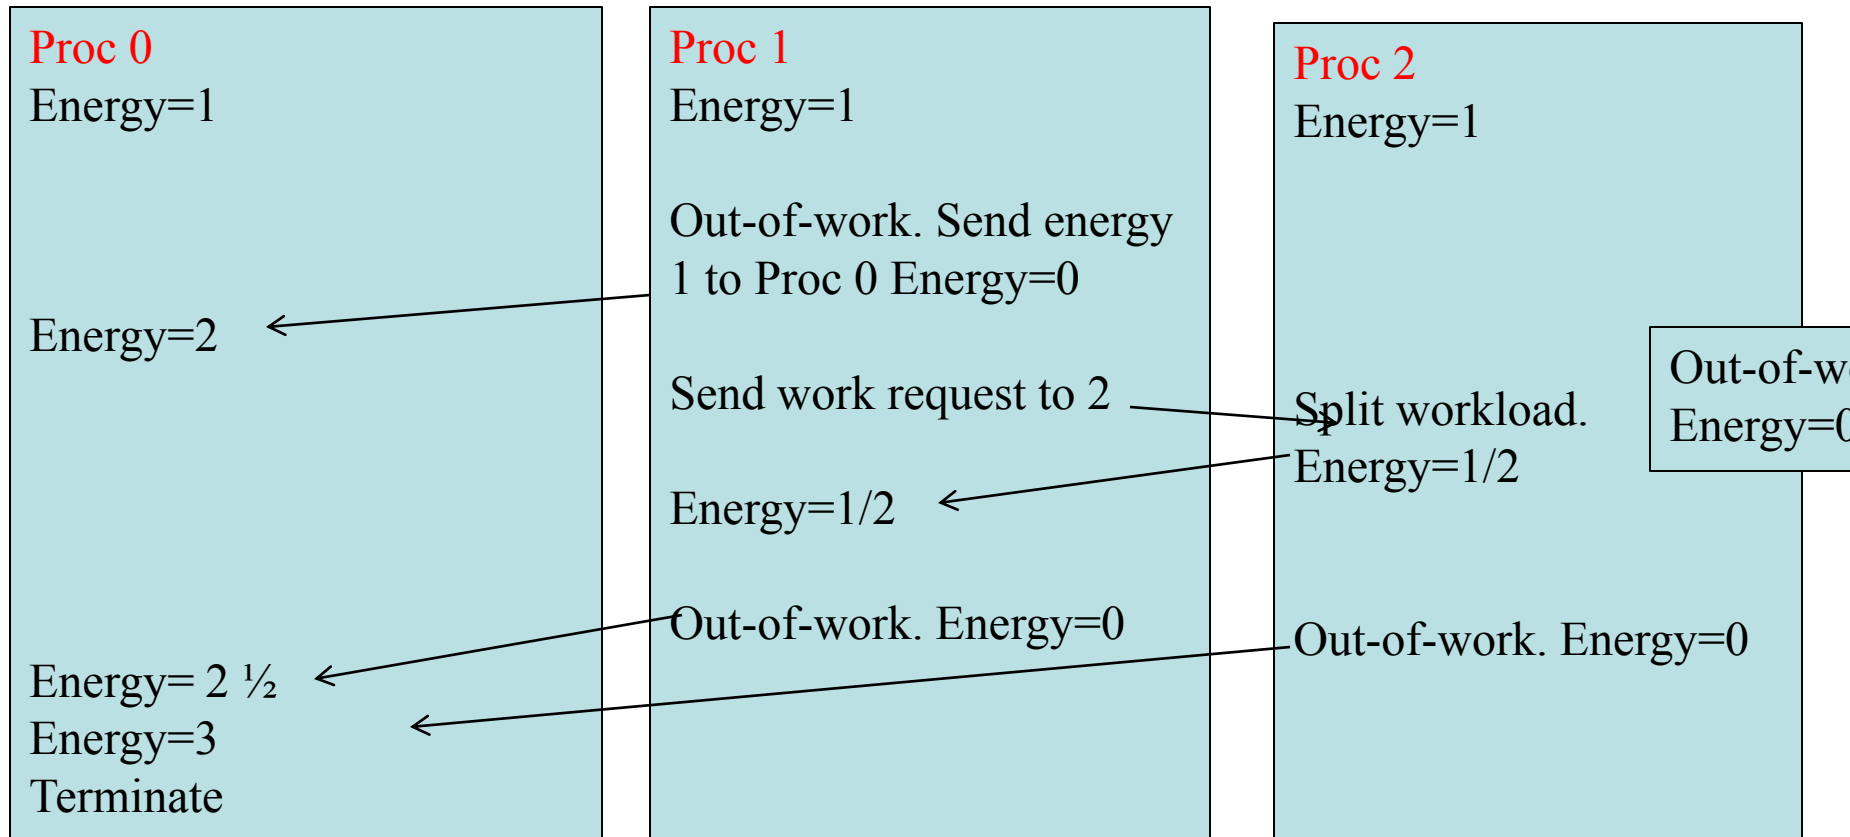 Proc 0
Energy=1
Energy=2
Energy= 2 ½
Energy=3
Terminate
Proc 1
Energy=1
Out-of-work. Send energy
1 to Proc 0 Energy=0
Send work request to 2
Energy=1/2
Out-of-work. Energy=0
Proc 2
Energy=1
Split workload.
Energy=1/2
Out-of-work. Energy=0
Energy=0